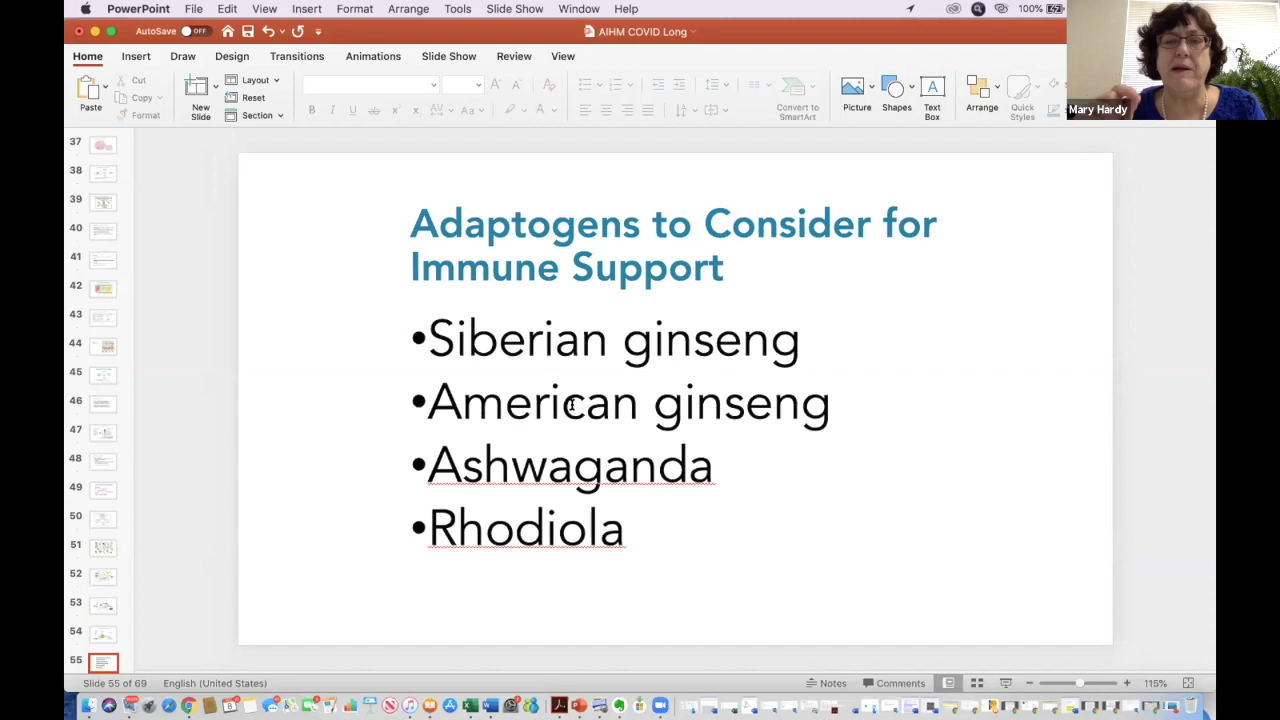 PowerPoint File Edit View Insert Format Arrange Tools Slide Show Window Help 100%
AutoSave OFF AIHM COVID Long
Home Insert Draw Design Transitions Animations Slide Show Review View
Paste Cut Copy Format New Slide Layout Reset Section B I U Aa A Convert to SmartArt Picture Shapes Text Box Arrange Quick Styles
Mary Hardy
37
38
39
40
41
42
43
44
45
46
47
48
49
50
51
52
53
54
55
Adaptogens to Consider for
Immune Support
•Siberian ginseng
•American ginseng
•Ashwaganda
•Rhodiola
Slide 55 of 69 English (United States) Notes Comments 115%